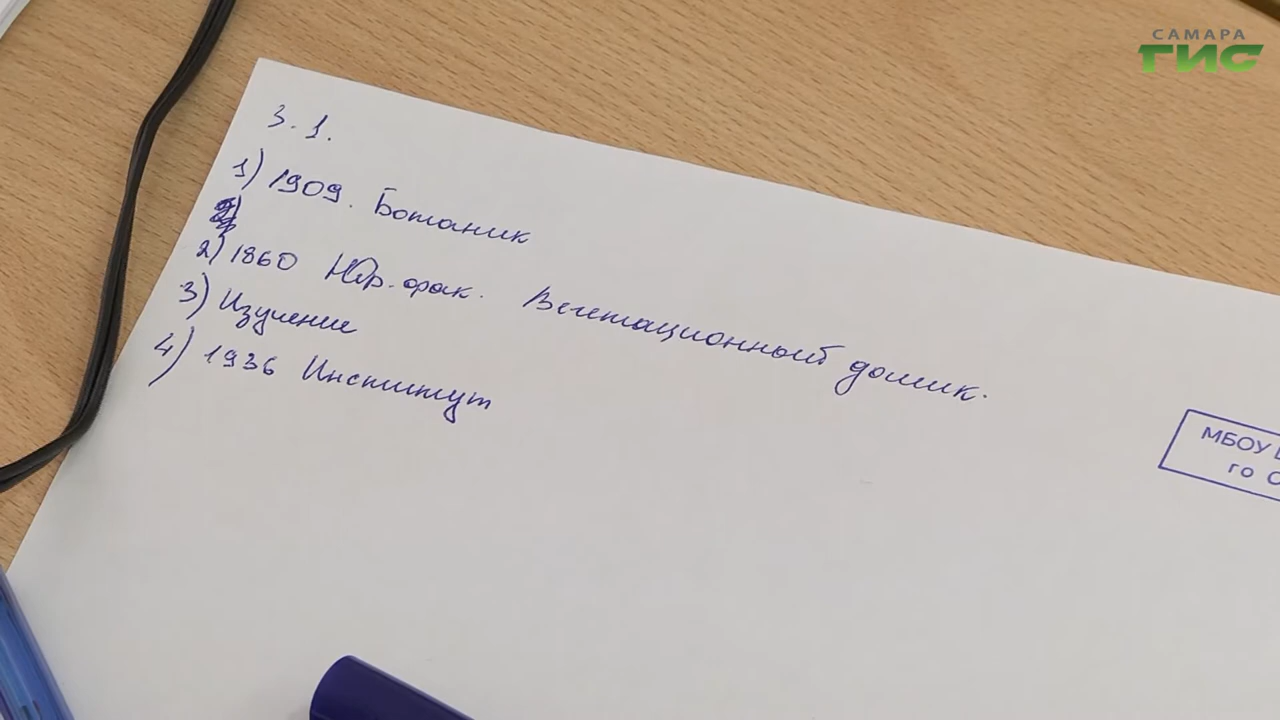 САМАРА
ГИС
3.1.
1) 1909. Ботаник
2) 1860 Юр. фак. Вегетационный домик.
3) Изучение
4) 1936 Институт
МБОУ
го С